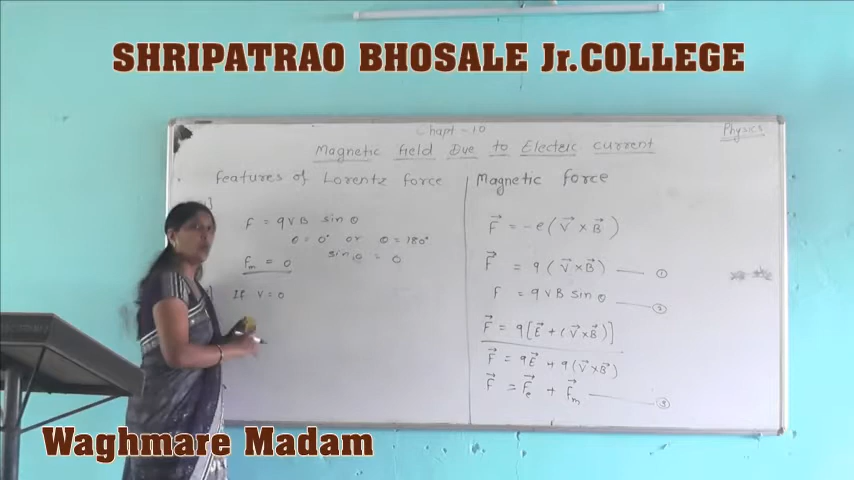 SHRIPATRAO BHOSALE Jr.COLLEGE
Chapt - 10
Physics
Magnetic field Due to Electric current
features of Lorentz force
F = qVB sin θ
θ = 0° or θ = 180°
sin θ = 0
Fm = 0
If V = 0
Magnetic force
F⃗ = -e (V⃗ × B⃗)
F⃗ = q (V⃗ × B⃗) — ①
F = qVB sin θ — ②
F⃗ = q[E⃗ + (V⃗ × B⃗)]
F⃗ = qE⃗ + q(V⃗ × B⃗)
F⃗ = F⃗e + F⃗m — ③
Waghmare Madam